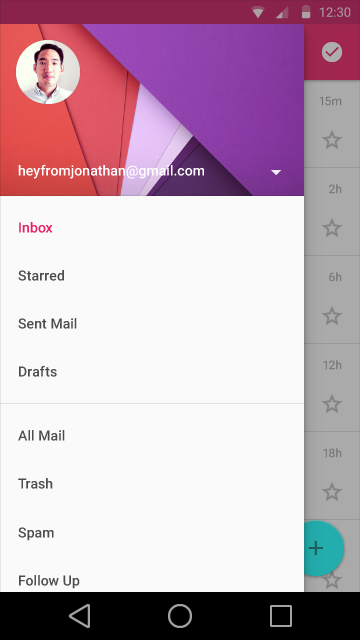 12:30
heyfromjonathan@gmail.com
Inbox
Starred
Sent Mail
Drafts
All Mail
Trash
Spam
Follow Up
15m
2h
6h
12h
18h